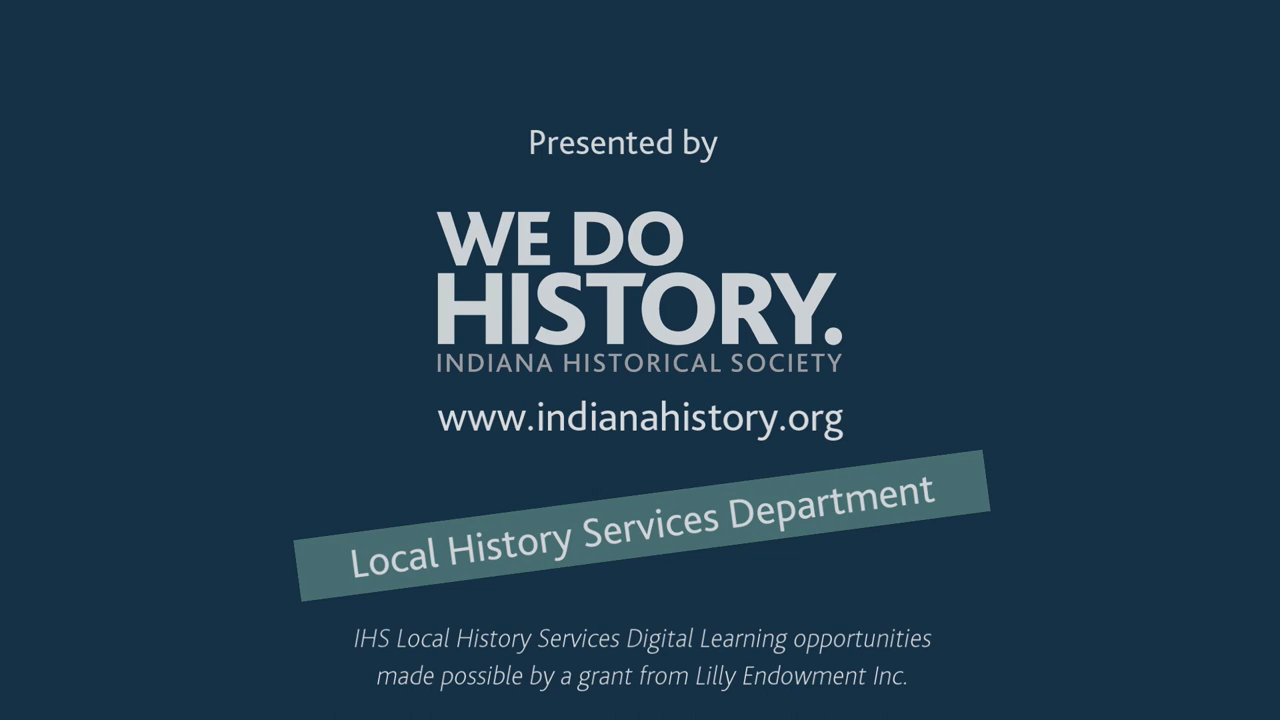 Presented by
WE DO
HISTORY.
INDIANA HISTORICAL SOCIETY
www.indianahistory.org
Local History Services Department
IHS Local History Services Digital Learning opportunities
made possible by a grant from Lilly Endowment Inc.